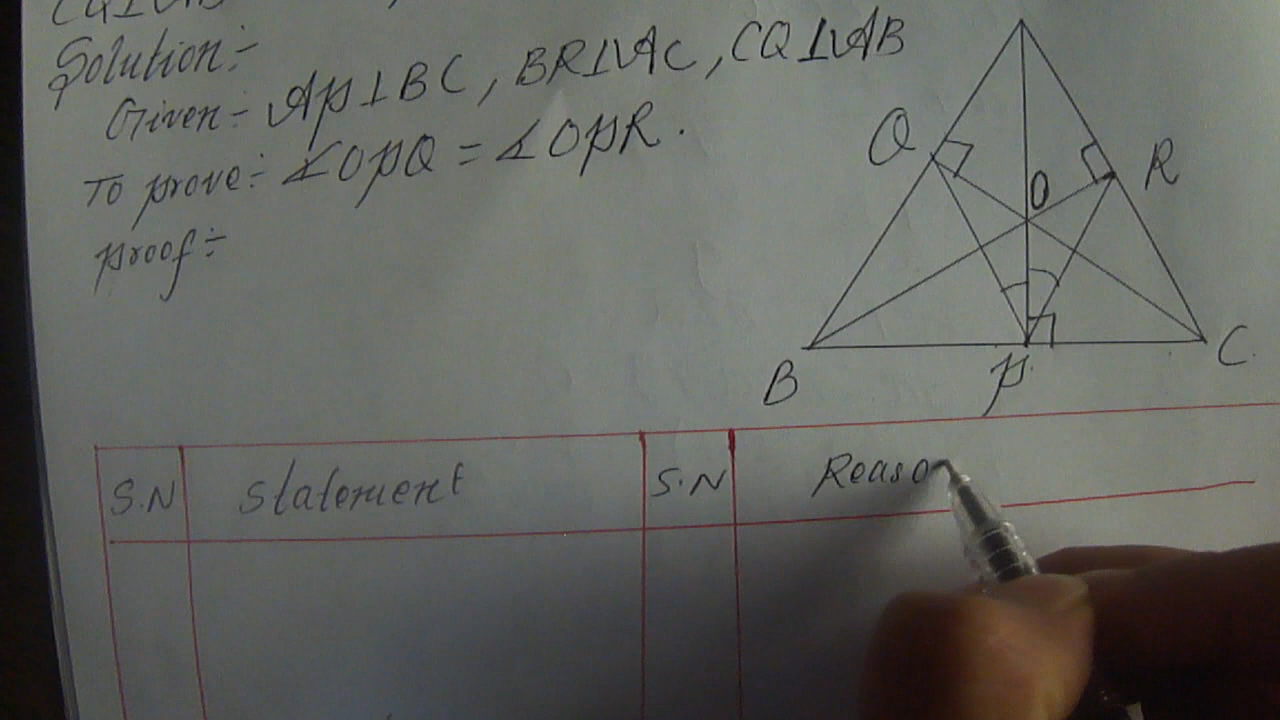 Solution:-
Given:- AP⊥BC, BR⊥AC, CQ⊥AB
To prove:- ∡OPQ = ∡OPR.
proof:-
Q
R
O
B
P
C.
S.N Statement S.N Reaso